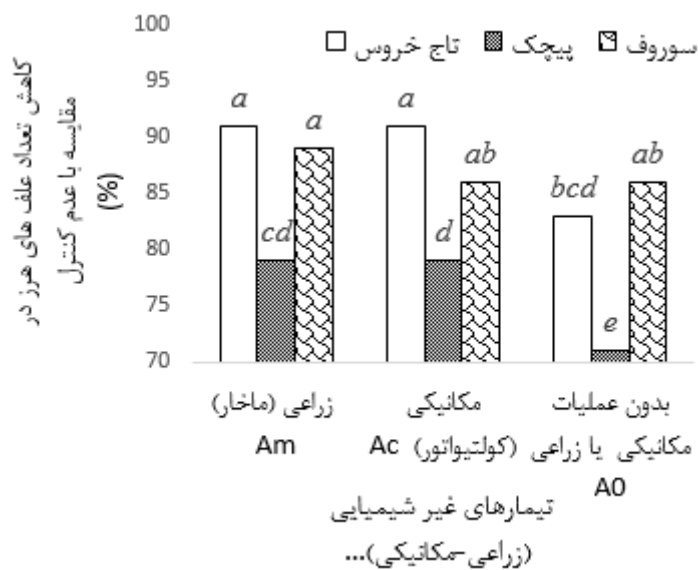 کاهش تعداد علف های هرز در
مقایسه با عدم کنترل
(%)
100
95
90
85
80
75
70
تاج خروس
پیچک
سوروف
a
cd
a
a
d
ab
bcd
e
ab
زراعی (ماخار)
Am
مکانیکی
(کولتیواتور) Ac
بدون عملیات
مکانیکی یا زراعی
A0
تیمارهای غیر شیمیایی
(زراعی-مکانیکی)...